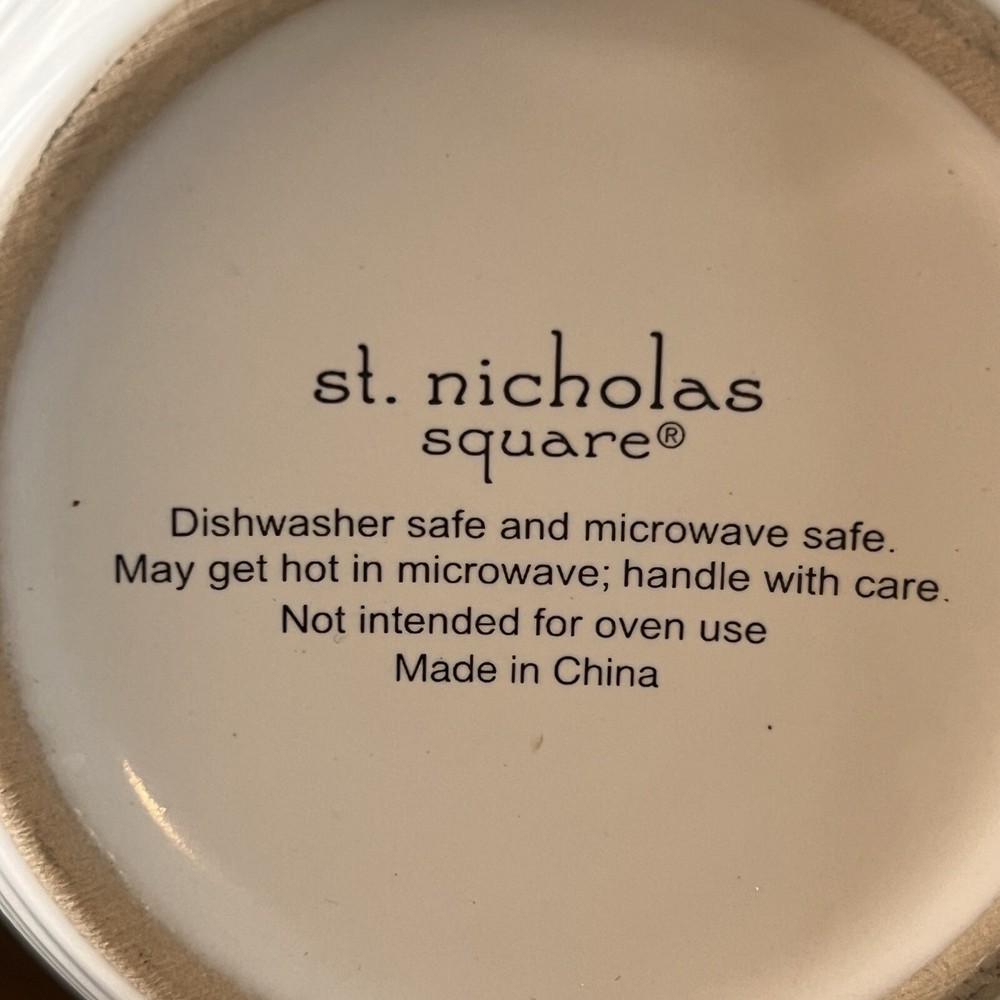 st. nicholas
square®
Dishwasher safe and microwave safe.
May get hot in microwave; handle with care.
Not intended for oven use
Made in China